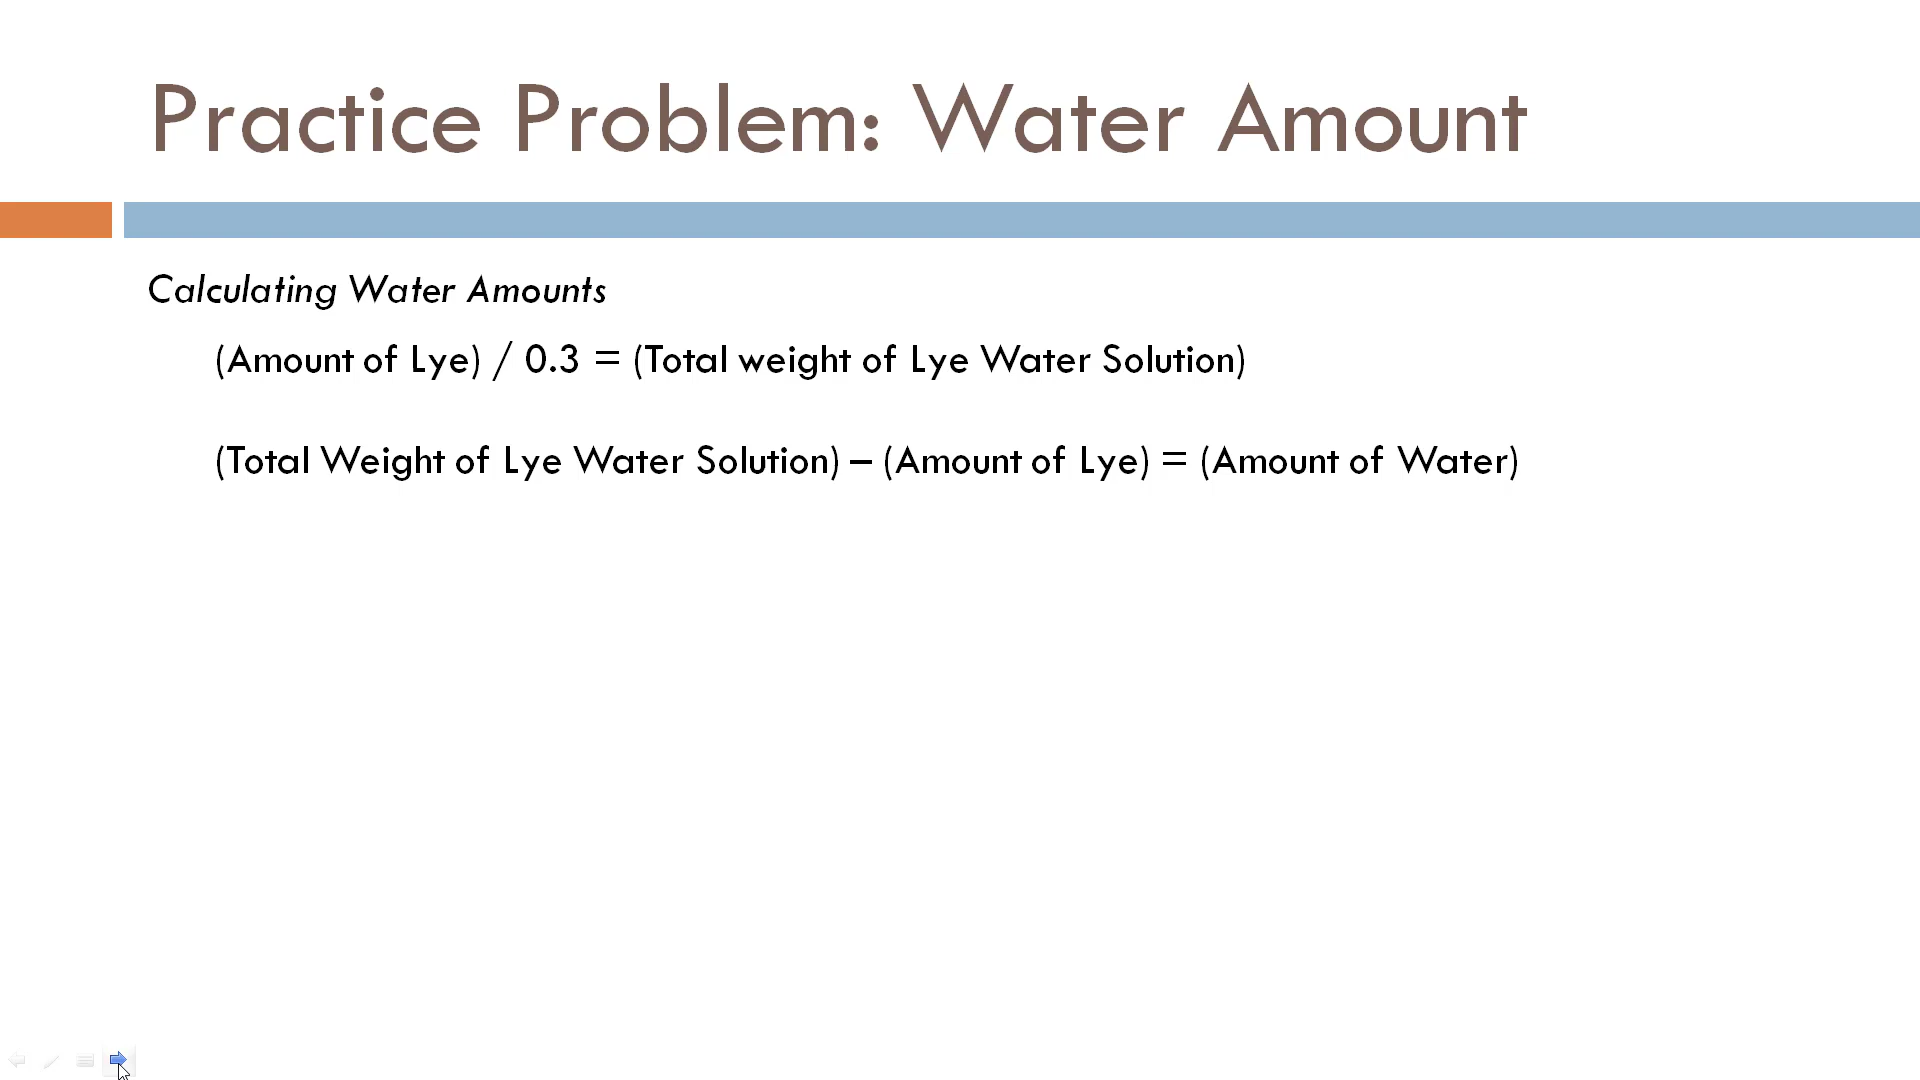 Practice Problem: Water Amount
Calculating Water Amounts
(Amount of Lye) / 0.3 = (Total weight of Lye Water Solution)
(Total Weight of Lye Water Solution) – (Amount of Lye) = (Amount of Water)